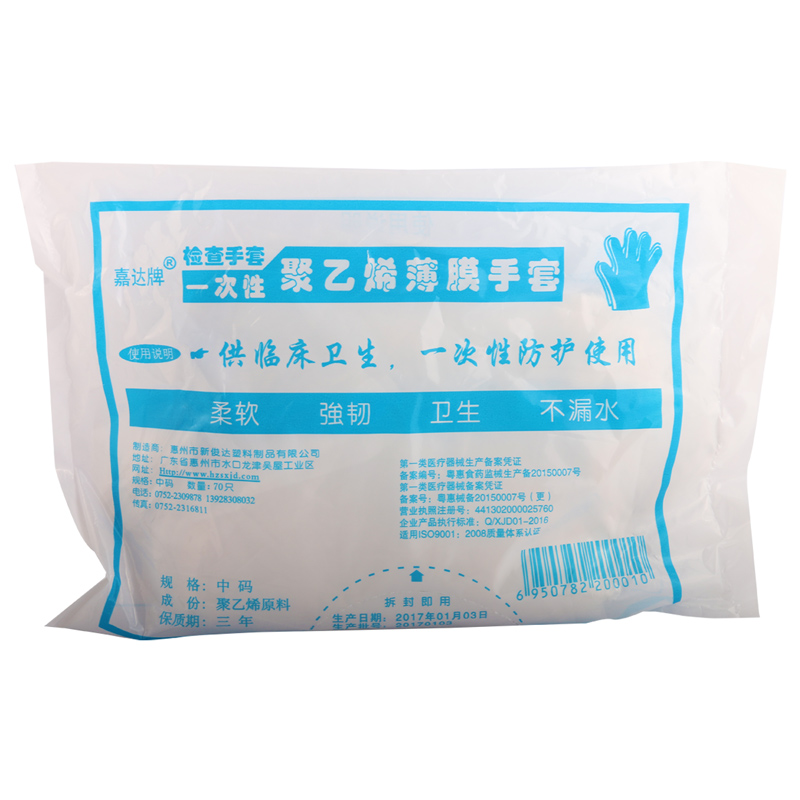 嘉达牌®
检查手套
一次性 聚乙烯薄膜手套
使用说明 供临床卫生，一次性防护使用
柔软 強韧 卫生 不漏水
制造商：惠州市新俊达塑料制品有限公司
地址：广东省惠州市水口龙津吴屋工业区
网址：Http://www.hzsxjd.com
规格：中码 数量：70只
电话：0752-2309878 13928308032
传真：0752-2316811
第一类医疗器械生产备案凭证
备案编号：粤惠食药监械生产备20150007号
第一类医疗器械备案凭证
备案号：粤惠械备20150007号（更）
营业执照注册号：441302000025760
企业产品执行标准：Q/XJD01-2016
适用ISO9001：2008质量体系认证
规格：中码
成份：聚乙烯原料
保质期：三年
拆封即用
生产日期：2017年01月03日
生产批号：20170103
6950782200010